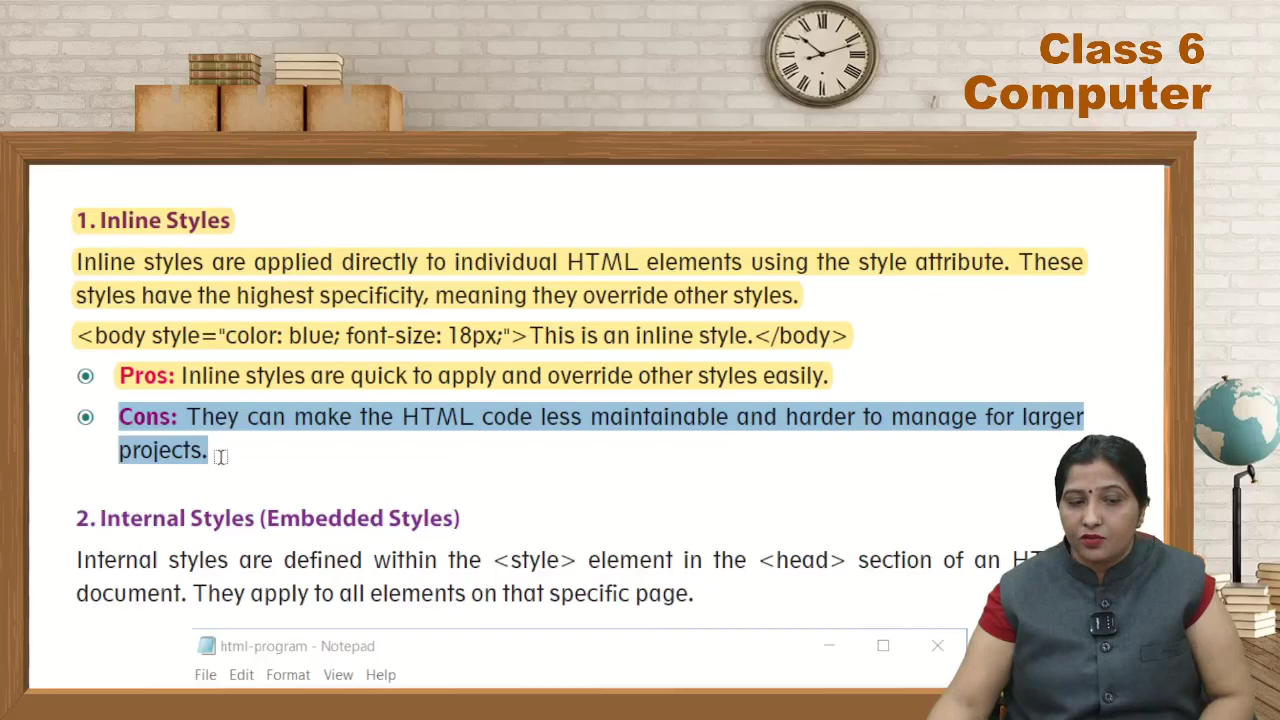 Class 6
Computer
1. Inline Styles
Inline styles are applied directly to individual HTML elements using the style attribute. These
styles have the highest specificity, meaning they override other styles.
<body style="color: blue; font-size: 18px;">This is an inline style.</body>
Pros: Inline styles are quick to apply and override other styles easily.
Cons: They can make the HTML code less maintainable and harder to manage for larger
projects.
2. Internal Styles (Embedded Styles)
Internal styles are defined within the <style> element in the <head> section of an
document. They apply to all elements on that specific page.
html-program - Notepad
File Edit Format View Help